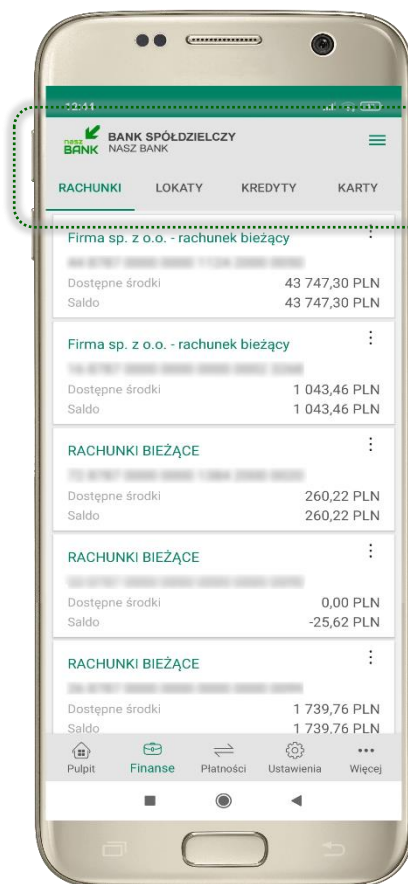 12:41
nasz
BANK
BANK SPÓŁDZIELCZY
NASZ BANK
RACHUNKI LOKATY KREDYTY KARTY
Firma sp. z o.o. - rachunek bieżący
Dostępne środki 43 747,30 PLN
Saldo 43 747,30 PLN
Firma sp. z o.o. - rachunek bieżący
Dostępne środki 1 043,46 PLN
Saldo 1 043,46 PLN
RACHUNKI BIEŻĄCE
Dostępne środki 260,22 PLN
Saldo 260,22 PLN
RACHUNKI BIEŻĄCE
Dostępne środki 0,00 PLN
Saldo -25,62 PLN
RACHUNKI BIEŻĄCE
Dostępne środki 1 739,76 PLN
Saldo 1 739,76 PLN
Pulpit Finanse Płatności Ustawienia Więcej